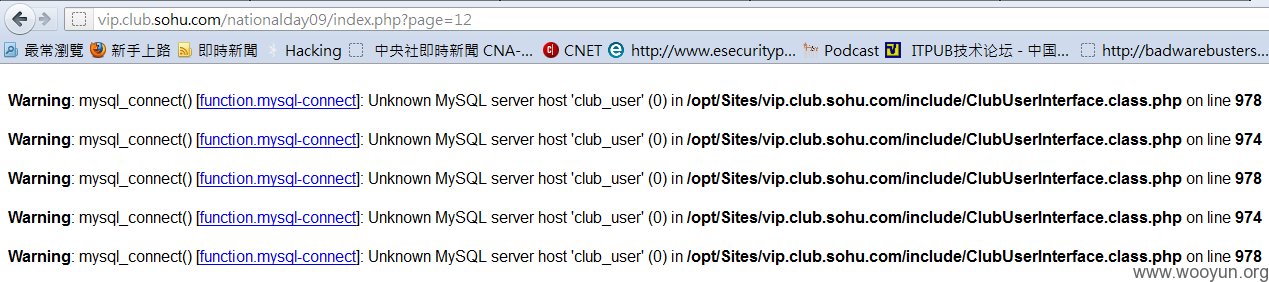 vip.club.sohu.com/nationalday09/index.php?page=12
最常瀏覽 新手上路 即時新聞 Hacking 中央社即時新聞 CNA-... CNET http://www.esecurityp... Podcast ITPUB技术论坛 - 中国... http://badwarebusters...
Warning: mysql_connect() [function.mysql-connect]: Unknown MySQL server host 'club_user' (0) in /opt/Sites/vip.club.sohu.com/include/ClubUserInterface.class.php on line 978
Warning: mysql_connect() [function.mysql-connect]: Unknown MySQL server host 'club_user' (0) in /opt/Sites/vip.club.sohu.com/include/ClubUserInterface.class.php on line 974
Warning: mysql_connect() [function.mysql-connect]: Unknown MySQL server host 'club_user' (0) in /opt/Sites/vip.club.sohu.com/include/ClubUserInterface.class.php on line 978
Warning: mysql_connect() [function.mysql-connect]: Unknown MySQL server host 'club_user' (0) in /opt/Sites/vip.club.sohu.com/include/ClubUserInterface.class.php on line 974
Warning: mysql_connect() [function.mysql-connect]: Unknown MySQL server host 'club_user' (0) in /opt/Sites/vip.club.sohu.com/include/ClubUserInterface.class.php on line 978
www.wooyun.org